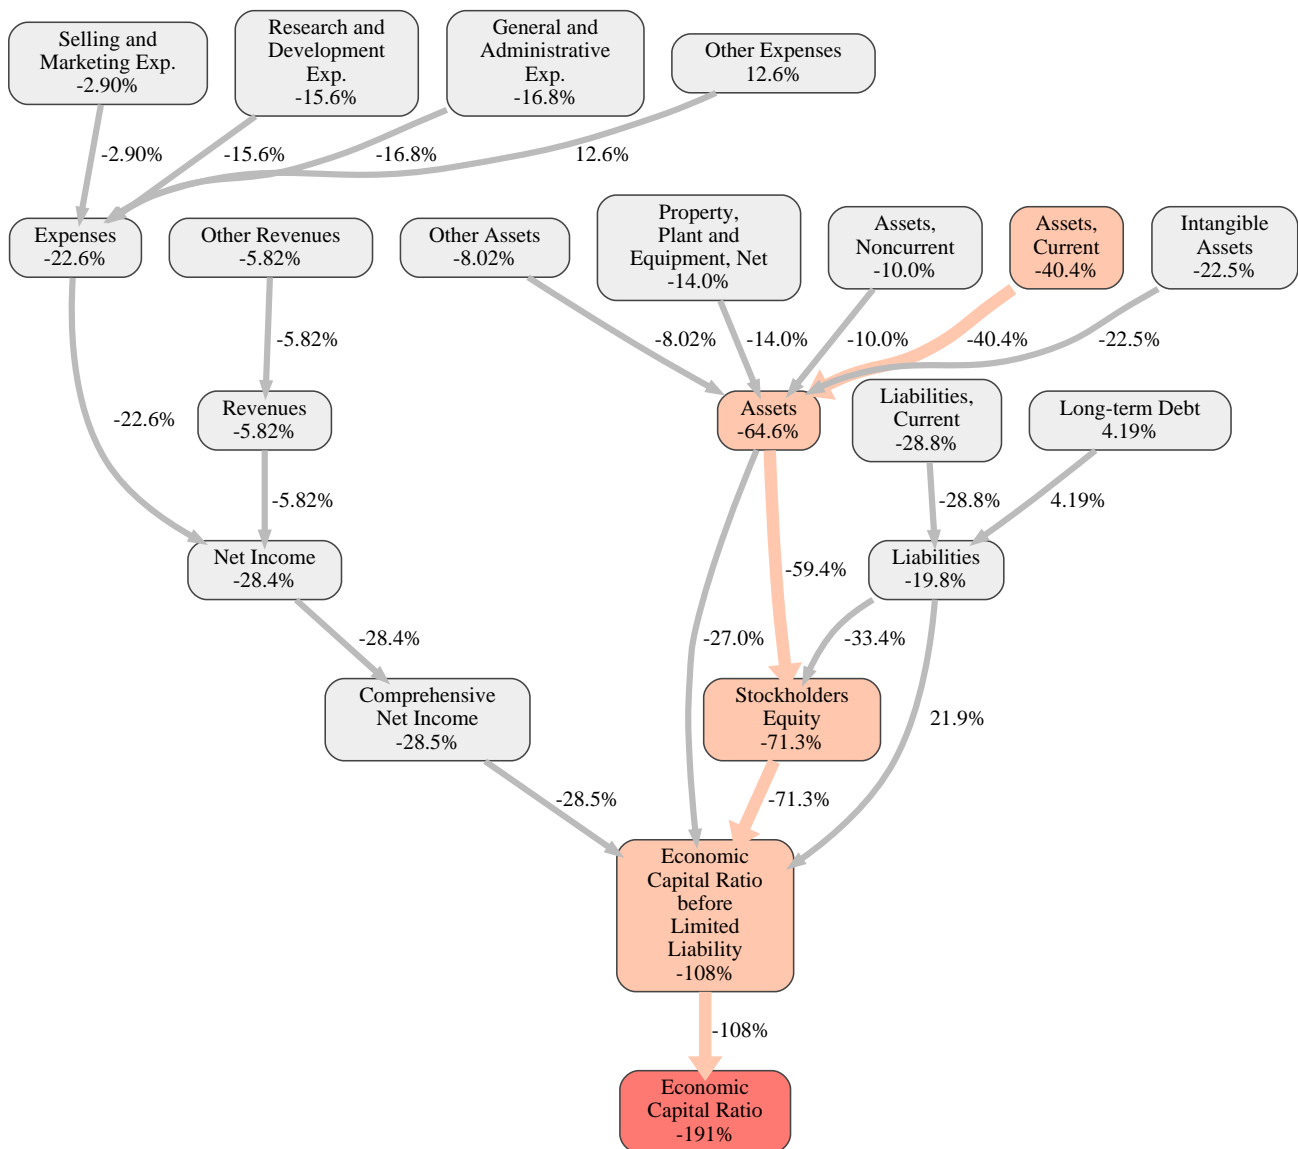 Selling and
Marketing Exp.
-2.90%
Research and
Development
Exp.
-15.6%
General and
Administrative
Exp.
-16.8%
Other Expenses
12.6%
-2.90%
-15.6%
-16.8%
12.6%
Expenses
-22.6%
Other Revenues
-5.82%
Other Assets
-8.02%
Property,
Plant and
Equipment, Net
-14.0%
Assets,
Noncurrent
-10.0%
Assets,
Current
-40.4%
Intangible
Assets
-22.5%
-5.82%
-8.02%
-14.0%
-10.0%
-40.4%
-22.5%
-22.6%
Revenues
-5.82%
Assets
-64.6%
Liabilities,
Current
-28.8%
Long-term Debt
4.19%
-5.82%
-28.8%
4.19%
Net Income
-28.4%
-59.4%
Liabilities
-19.8%
-28.4%
-27.0%
-33.4%
Comprehensive
Net Income
-28.5%
Stockholders
Equity
-71.3%
21.9%
-28.5%
-71.3%
Economic
Capital Ratio
before
Limited
Liability
-108%
-108%
Economic
Capital Ratio
-191%